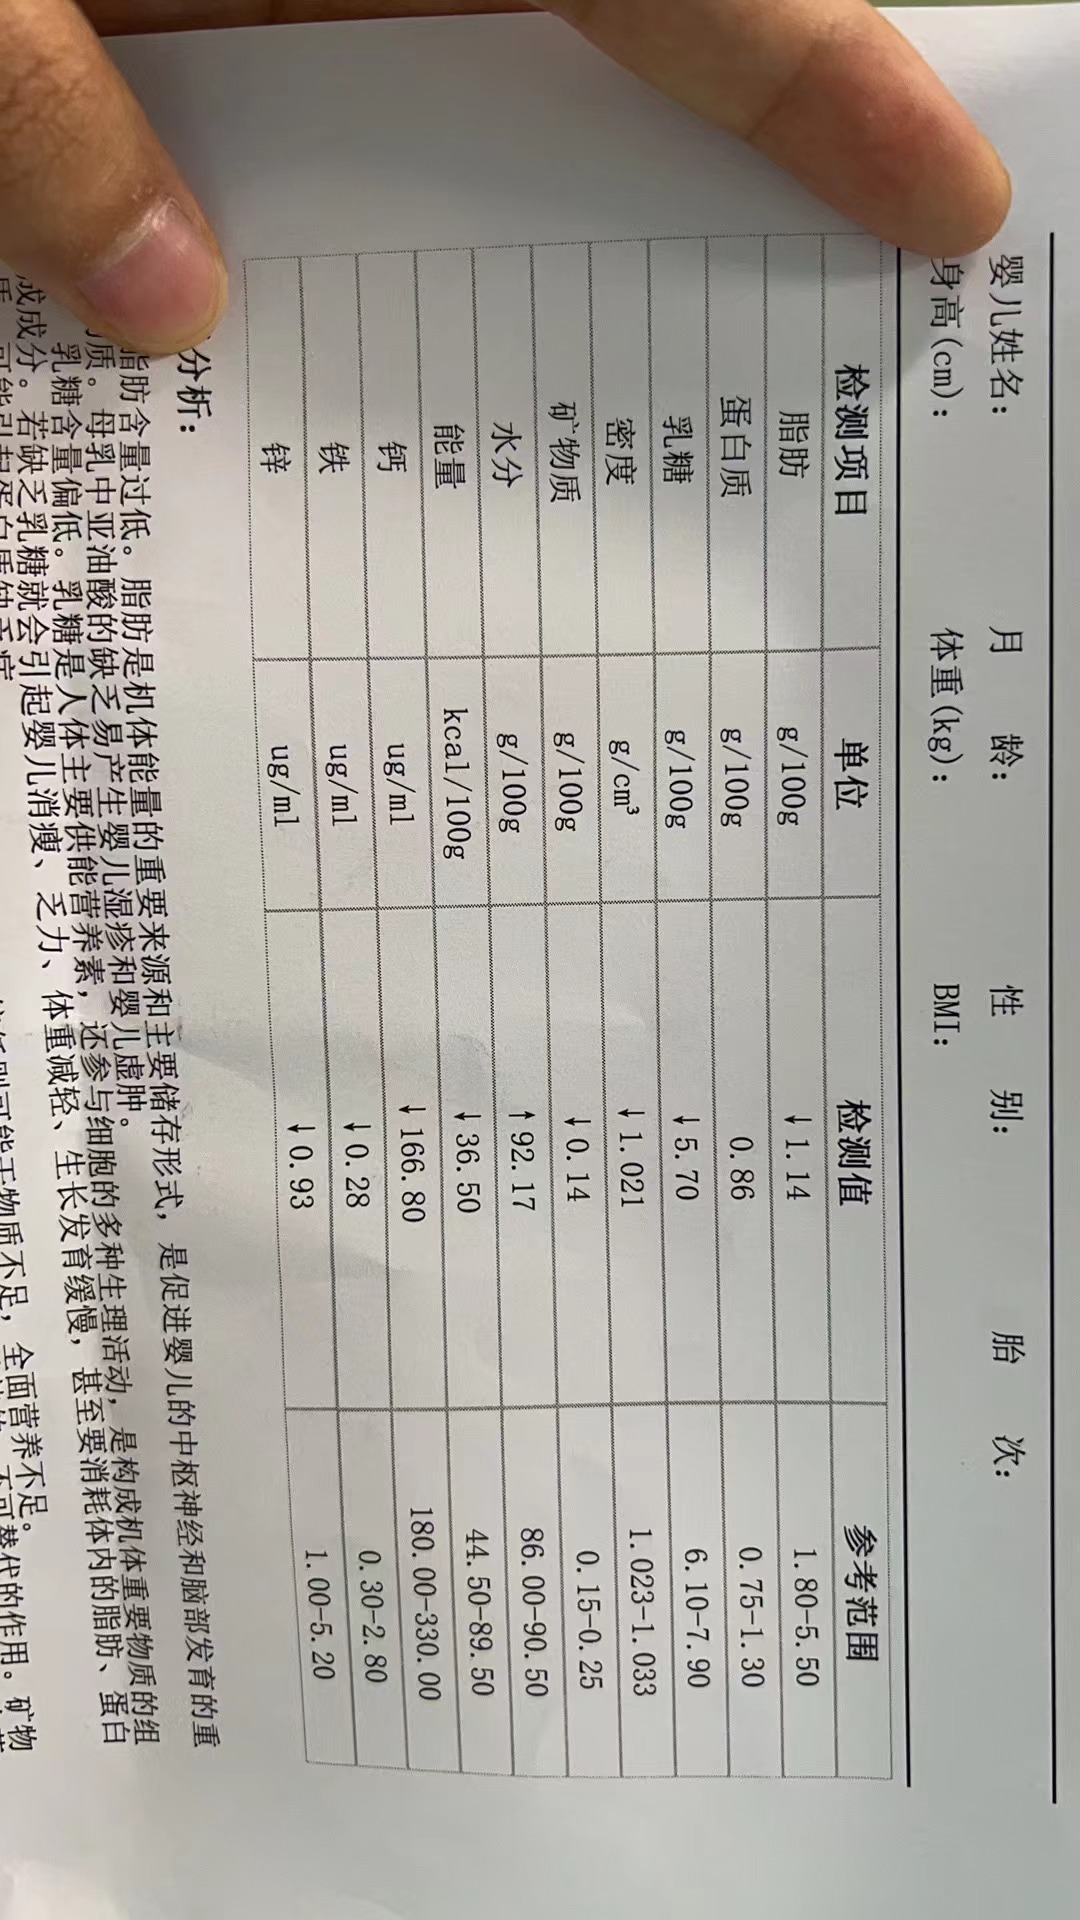 婴儿姓名： 月 龄： 性 别： 胎 次：
身高(cm)： 体重(kg)： BMI：
检测项目 单位 检测值 参考范围
脂肪 g/100g ↓1.14 1.80-5.50
蛋白质 g/100g 0.86 0.75-1.30
乳糖 g/100g ↓5.70 6.10-7.90
密度 g/cm³ ↓1.021 1.023-1.033
矿物质 g/100g ↓0.14 0.15-0.25
水分 g/100g ↑92.17 86.00-90.50
能量 kcal/100g ↓36.50 44.50-89.50
钙 ug/ml ↓166.80 180.00-330.00
铁 ug/ml ↓0.28 0.30-2.80
锌 ug/ml ↓0.93 1.00-5.20
分析：
脂肪含量过低。脂肪是机体能量的重要来源和主要储存形式，是促进婴儿的中枢神经和脑部发育的重
质。母乳中亚油酸的缺乏易产生婴儿湿疹和婴儿虚肿。
乳糖含量偏低。乳糖是人体主要供能营养素，还参与细胞的多种生理活动，是构成机体重要物质的组
成成分。若缺乏乳糖就会引起婴儿消瘦、乏力、体重减轻、生长发育缓慢，甚至要消耗体内的脂肪、蛋白
质 可能引起蛋白质缺乏症
低则可能干物质不足，全面营养不足。
不可替代的作用。矿物